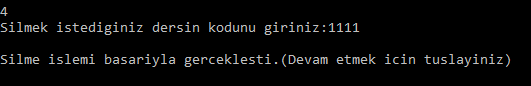 4
Silmek istediginiz dersin kodunu giriniz:1111
Silme islemi basariyla gerceklesti.(Devam etmek icin tuslayiniz)